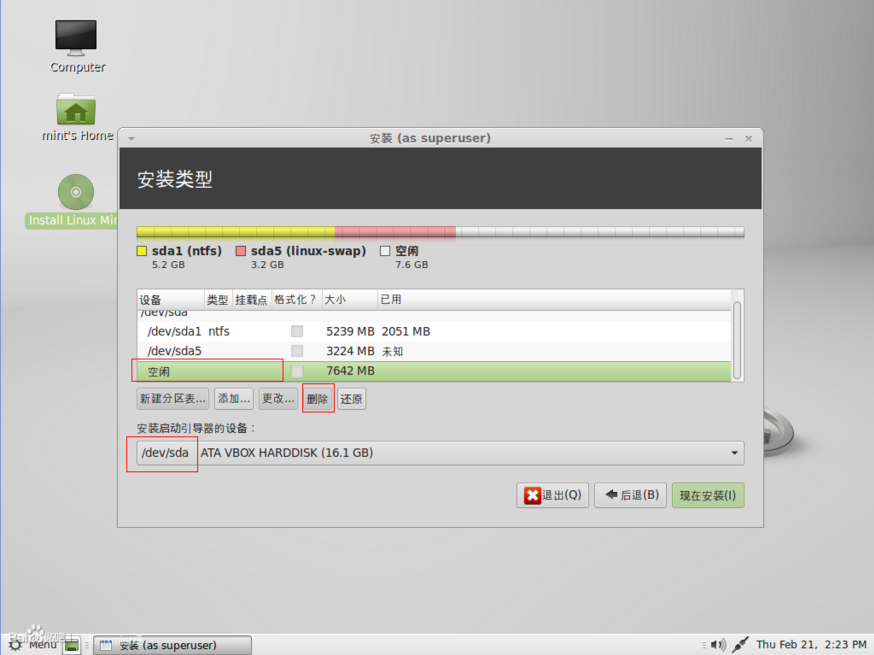 Computer
mint's Home
Install Linux Min
安装 (as superuser)
安装类型
sda1 (ntfs) sda5 (linux-swap) 空闲
5.2 GB 3.2 GB 7.6 GB
设备 类型 挂载点 格式化？ 大小 已用
/dev/sda
/dev/sda1 ntfs 5239 MB 2051 MB
/dev/sda5 3224 MB 未知
空闲 7642 MB
新建分区表... 添加... 更改... 删除 还原
安装启动引导器的设备：
/dev/sda ATA VBOX HARDDISK (16.1 GB)
退出(Q) 后退(B) 现在安装(I)
Menu 安装 (as superuser) Thu Feb 21, 2:23 PM